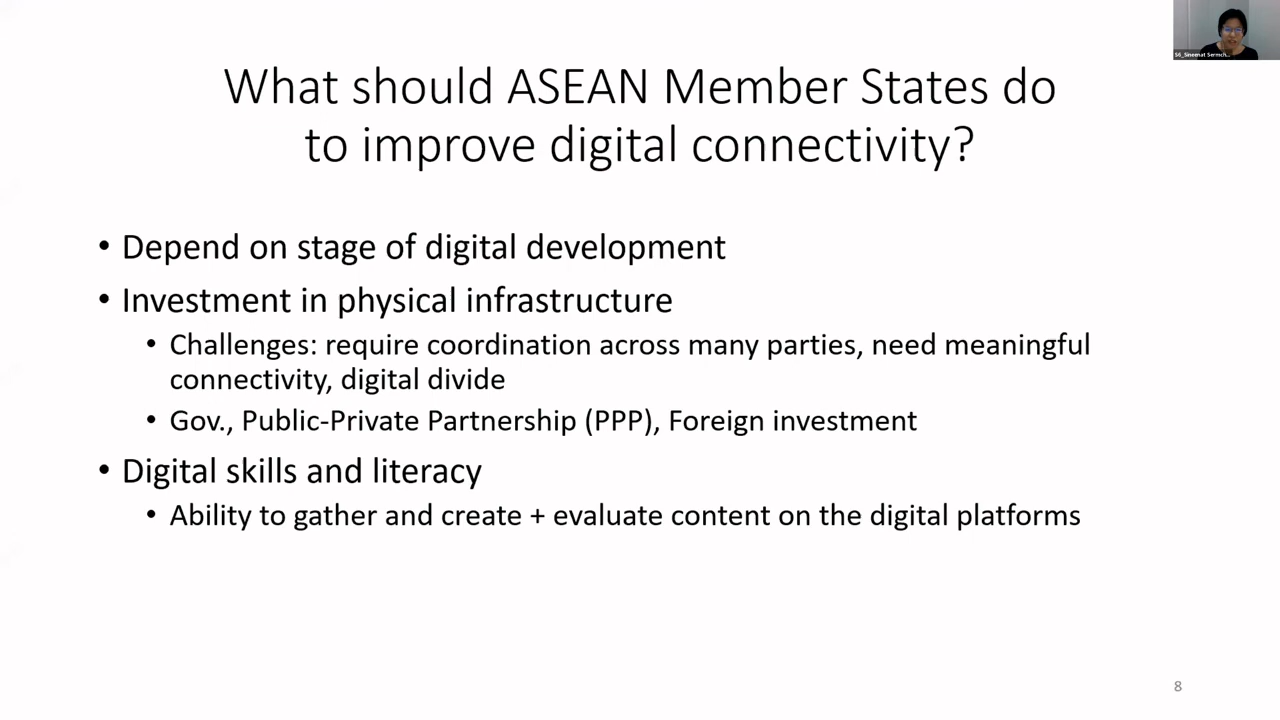 S6_Sineenat Sermch...
What should ASEAN Member States do
to improve digital connectivity?
• Depend on stage of digital development
• Investment in physical infrastructure
• Challenges: require coordination across many parties, need meaningful
connectivity, digital divide
• Gov., Public-Private Partnership (PPP), Foreign investment
• Digital skills and literacy
• Ability to gather and create + evaluate content on the digital platforms
8